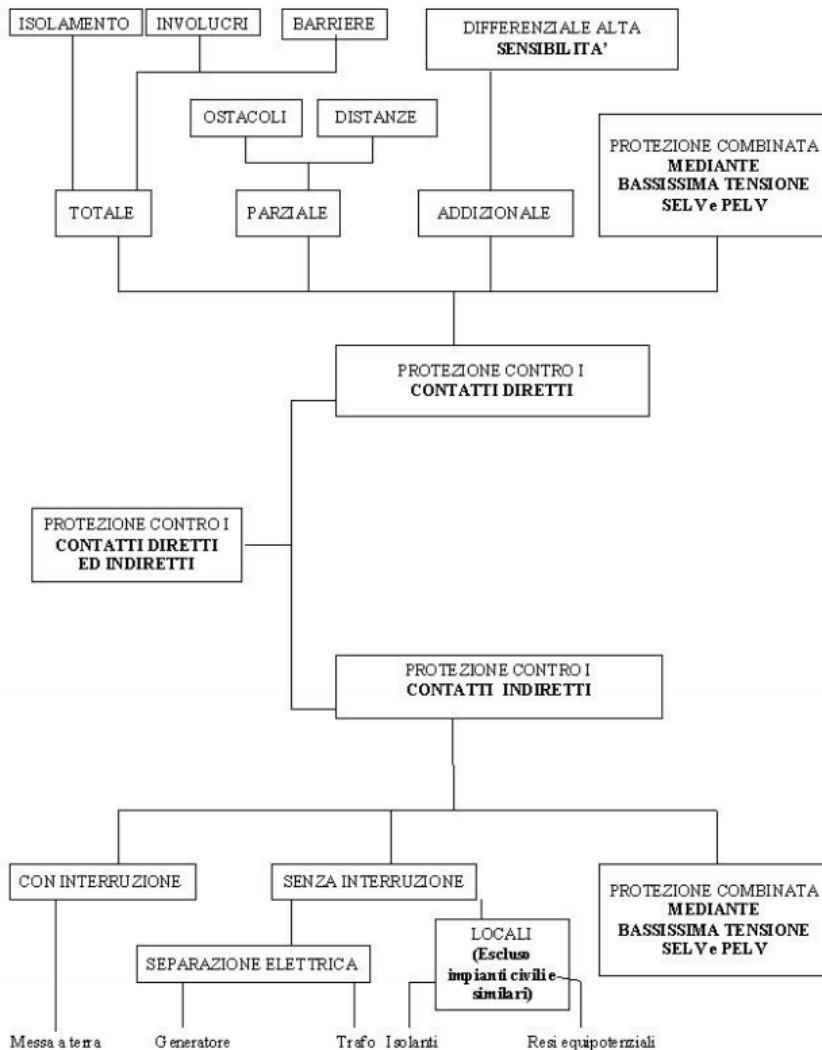 ISOLAMENTO
INVOLUCRI
BARRIERE
DIFFERENZIALE ALTA
SENSIBILITA'
OSTACOLI
DISTANZE
PROTEZIONE COMBINATA
MEDIANTE
BASSISSIMA TENSIONE
SELV e PELV
TOTALE
PARZIALE
ADDIZIONALE
PROTEZIONE CONTRO I
CONTATTI DIRETTI
PROTEZIONE CONTRO I
CONTATTI DIRETTI
ED INDIRETTI
PROTEZIONE CONTRO I
CONTATTI INDIRETTI
CON INTERRUZIONE
SENZA INTERRUZIONE
PROTEZIONE COMBINATA
MEDIANTE
BASSISSIMA TENSIONE
SELV e PELV
LOCALI
(Escluso
impianti civili e
similari)
SEPARAZIONE ELETTRICA
Messa a terra
Generatore
Trafo
Isolanti
Resi equipotenziali